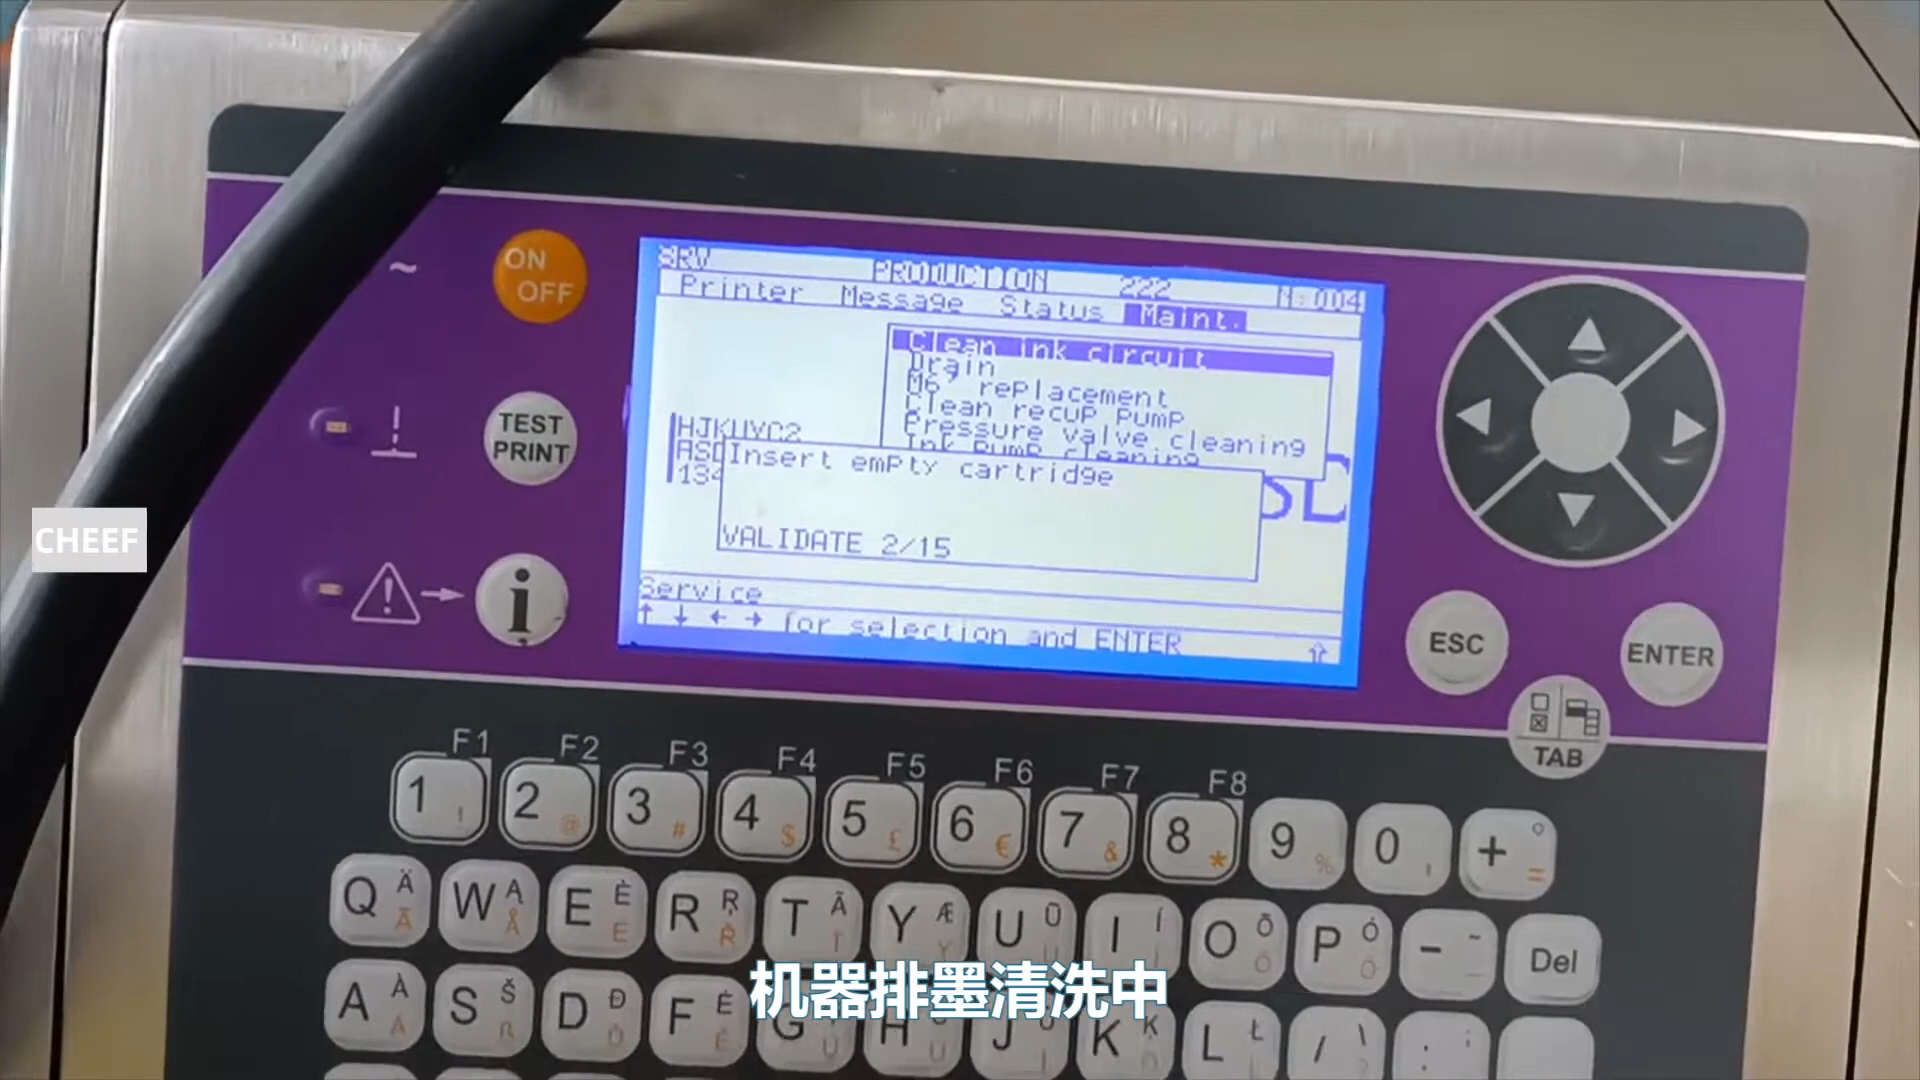 ON
OFF
TEST
PRINT
i
CHEEF
SRV PRODUCTION 222 N:004
Printer Message Status Maint.
Clean ink circuit
Drain
M6' replacement
Clean recup pump
Pressure valve cleaning
Ink pump cleaning
HJKUVC2
ASD
134
Insert empty cartridge
VALIDATE 2/15
Service
↑ ↓ ← → for selection and ENTER
ESC
ENTER
TAB
F1 F2 F3 F4 F5 F6 F7 F8
1 ! 2 @ 3 # 4 $ 5 £ 6 € 7 & 8 * 9 % 0 , + ° =
Q Ä Ã W Ą Å E È R Ŗ Ř T Ã Y Æ U Ũ I Í O Õ P Ó - ~ _ Del
A À S Š ß D Đ F É G H J K Ķ L Ł / \ : ;
机器排墨清洗中